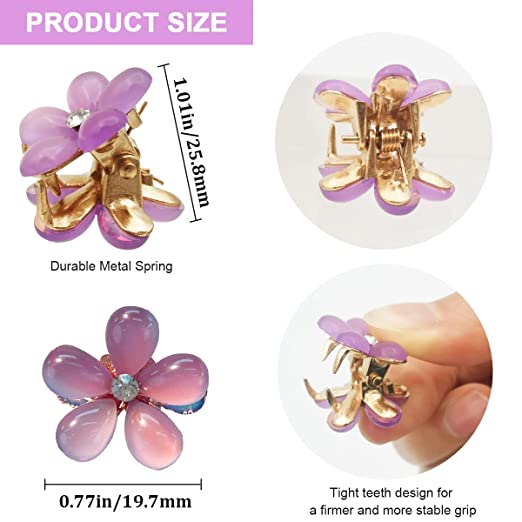 PRODUCT SIZE
1.01in/25.8mm
Durable Metal Spring
0.77in/19.7mm
Tight teeth design for
a firmer and more stable grip